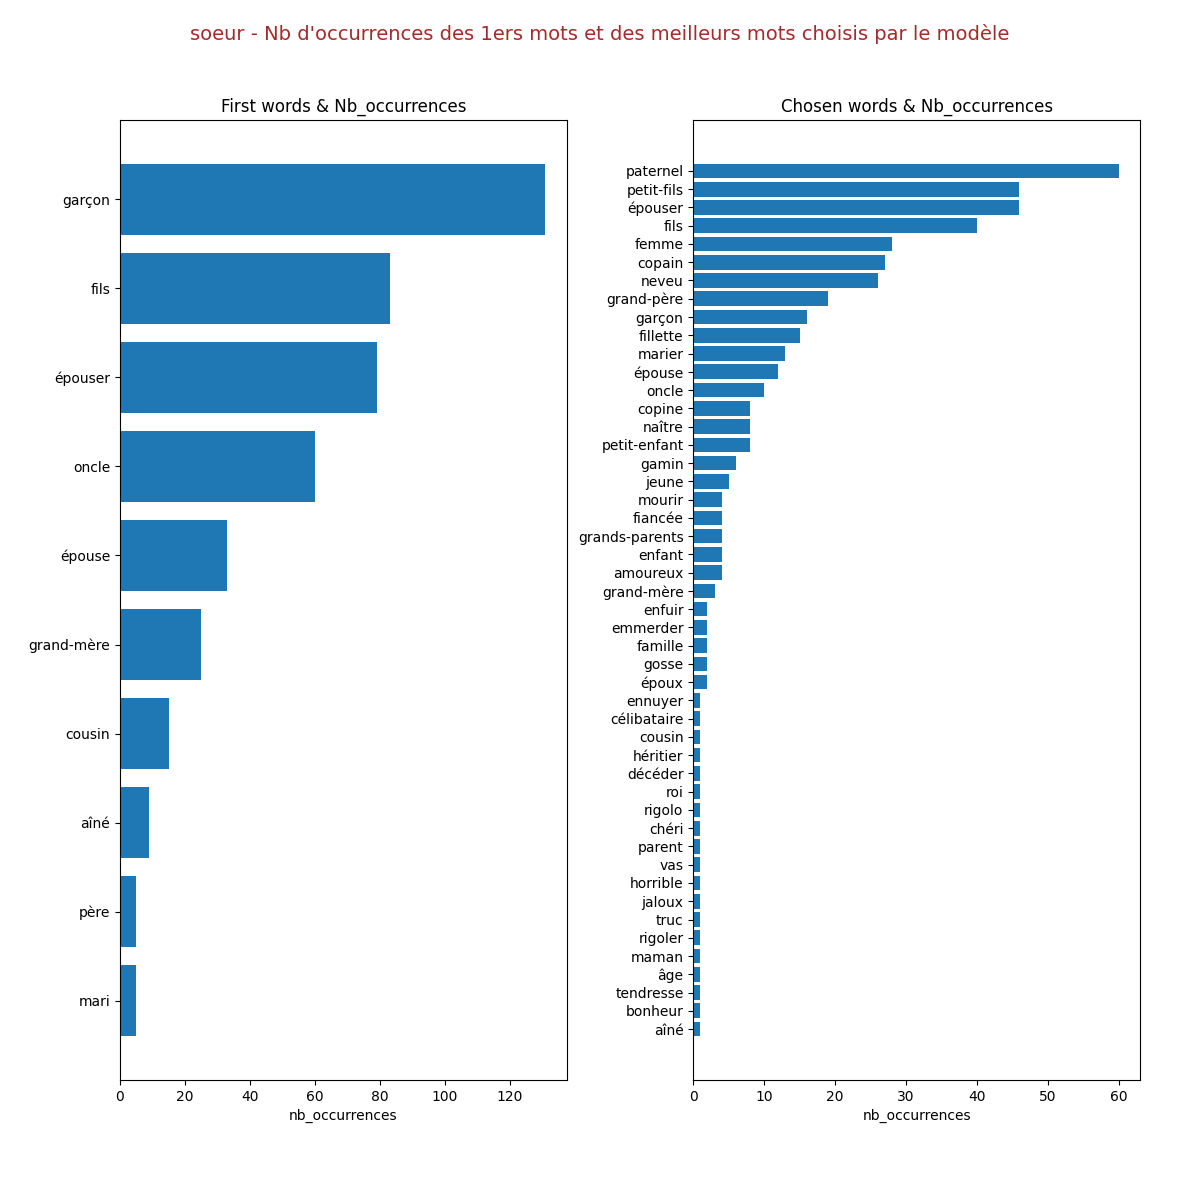 soeur - Nb d'occurrences des 1ers mots et des meilleurs mots choisis par le modèle
First words & Nb_occurrences
garçon
fils
épouser
oncle
épouse
grand-mère
cousin
aîné
père
mari
0 20 40 60 80 100 120
nb_occurrences
Chosen words & Nb_occurrences
paternel
petit-fils
épouser
fils
femme
copain
neveu
grand-père
garçon
fillette
marier
épouse
oncle
copine
naître
petit-enfant
gamin
jeune
mourir
fiancée
grands-parents
enfant
amoureux
grand-mère
enfuir
emmerder
famille
gosse
époux
ennuyer
célibataire
cousin
héritier
décéder
roi
rigolo
chéri
parent
vas
horrible
jaloux
truc
rigoler
maman
âge
tendresse
bonheur
aîné
0 10 20 30 40 50 60
nb_occurrences